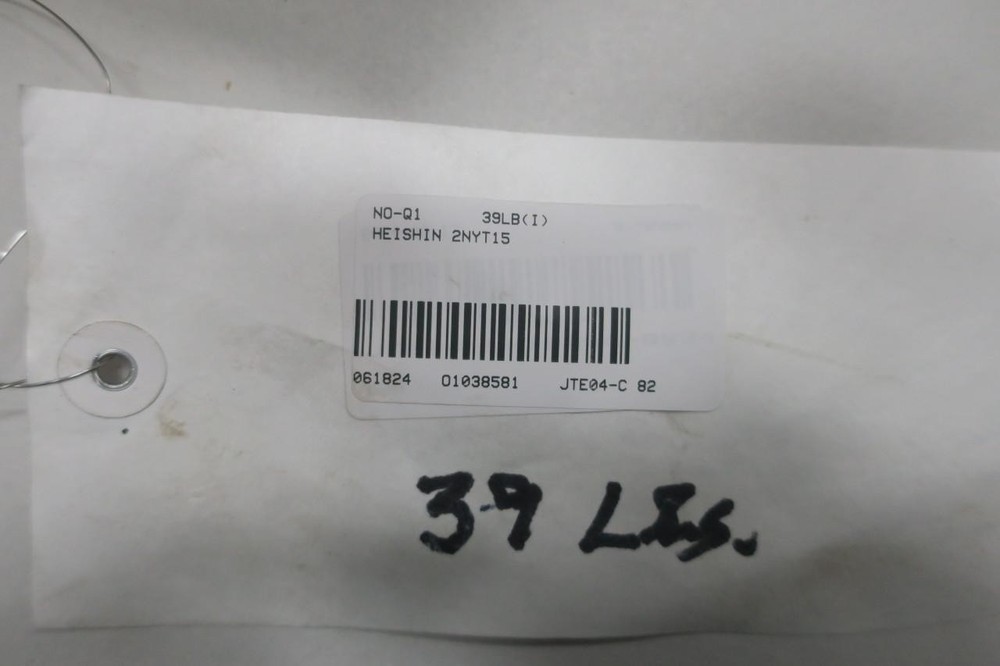 NO-Q1 39LB(I)
HEISHIN 2NYT15
061824 01038581 JTE04-C 82
39 LBs.